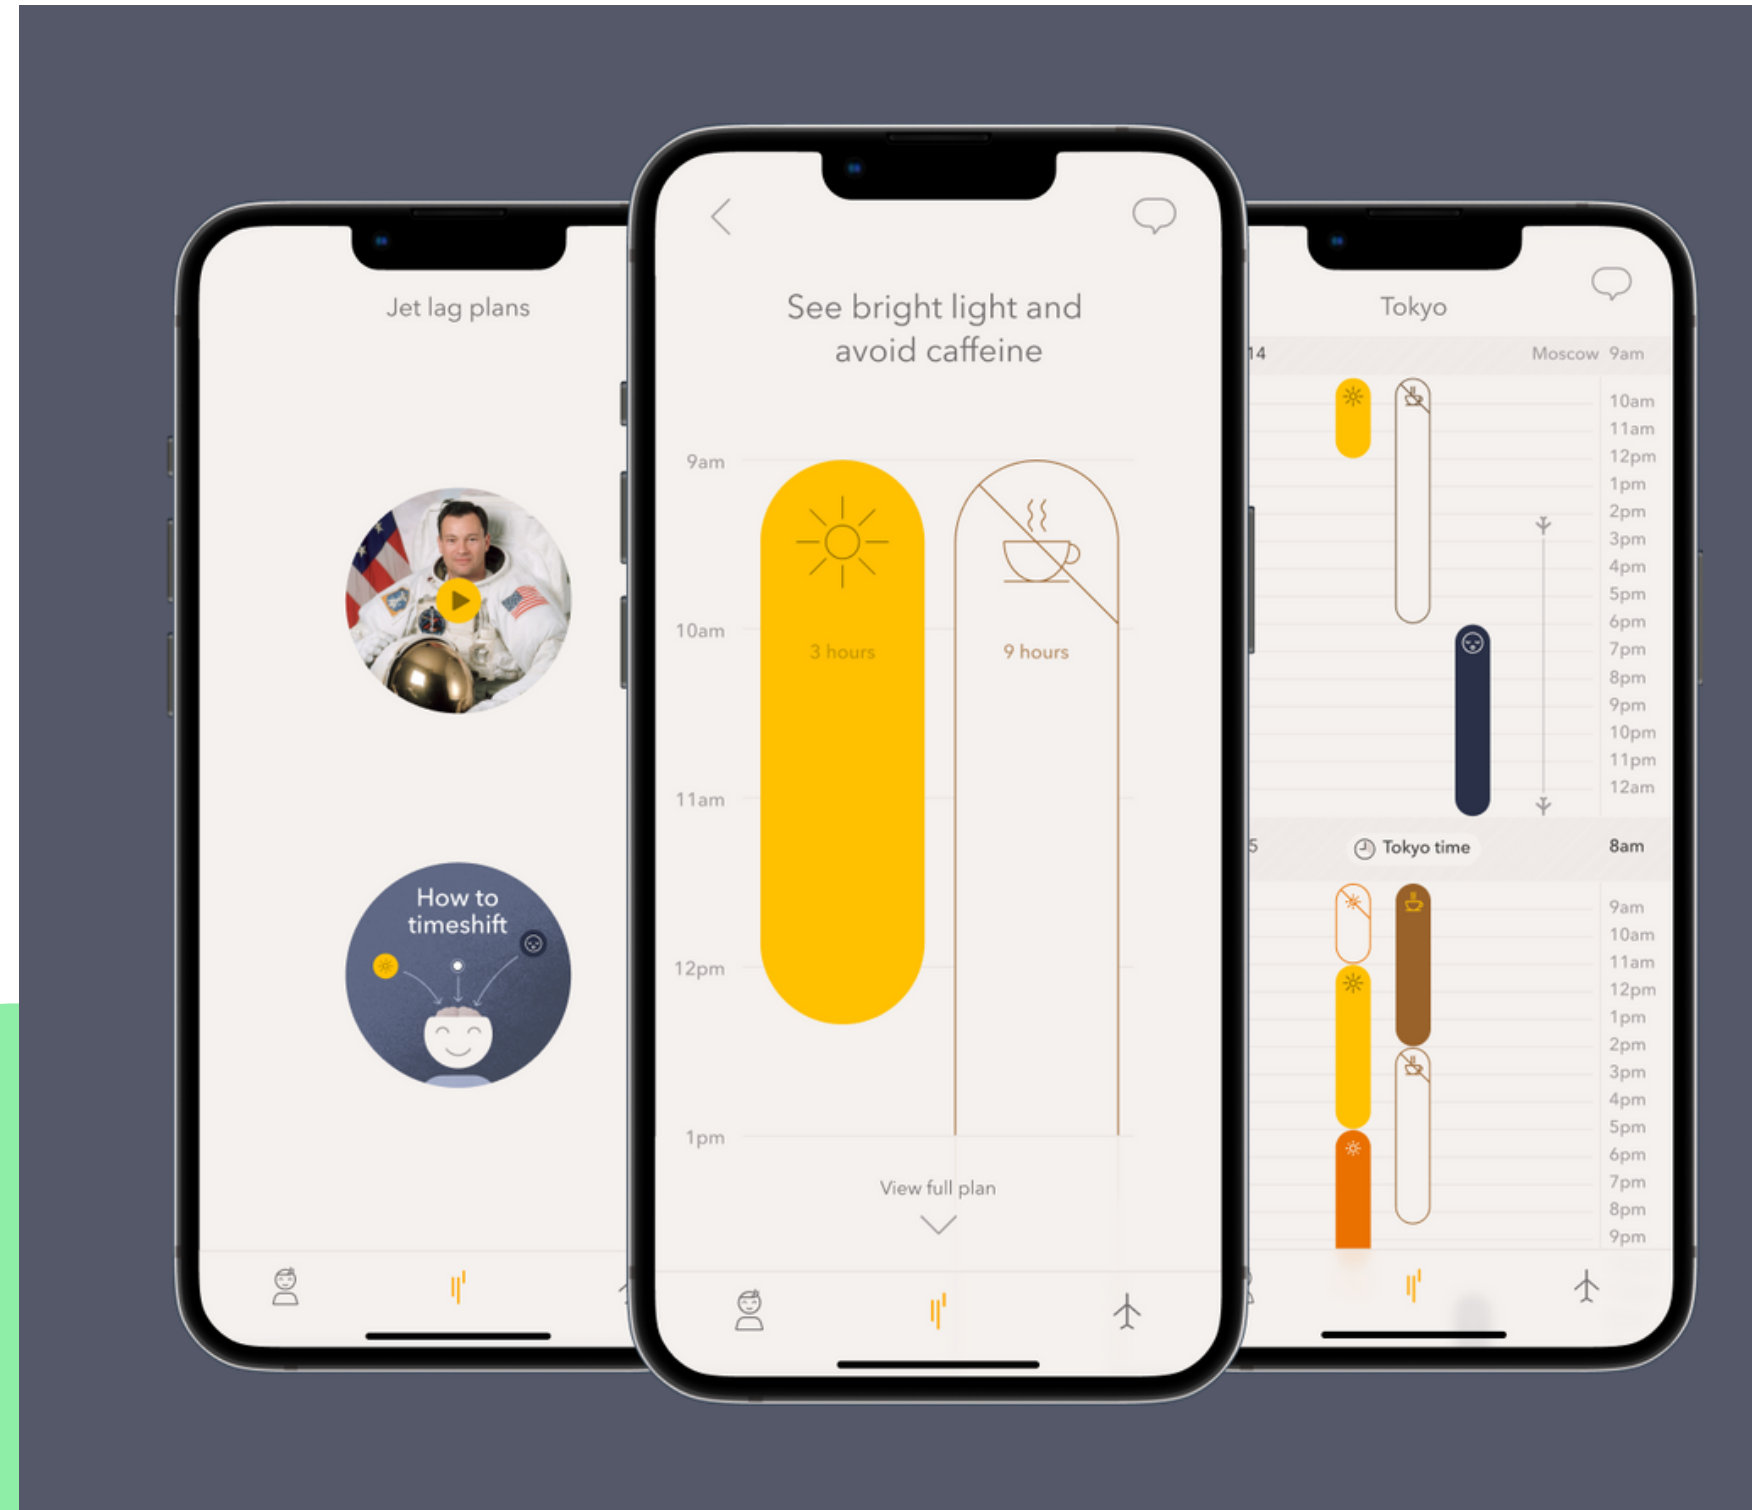 Jet lag plans
How to
timeshift
See bright light and
avoid caffeine
9am
10am
3 hours
9 hours
11am
12pm
1pm
View full plan
Tokyo
14
Moscow 9am
10am
11am
12pm
1pm
2pm
3pm
4pm
5pm
6pm
7pm
8pm
9pm
10pm
11pm
12am
5
Tokyo time
8am
9am
10am
11am
12pm
1pm
2pm
3pm
4pm
5pm
6pm
7pm
8pm
9pm